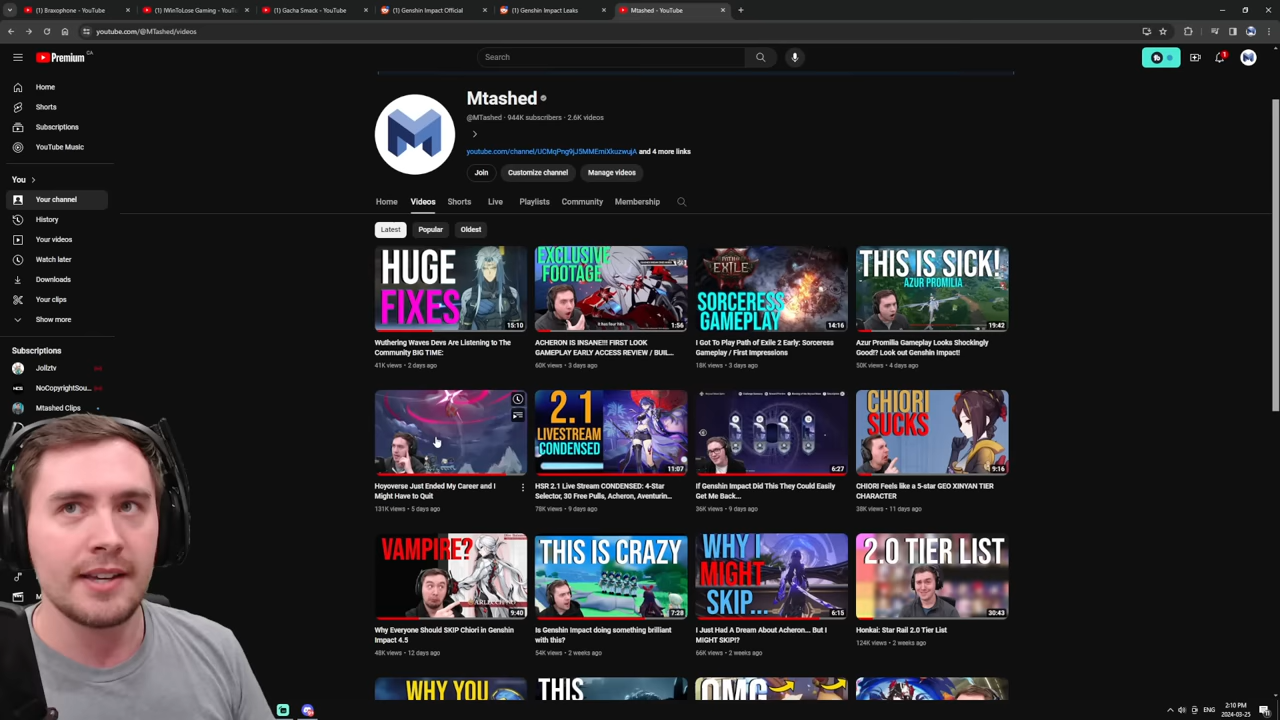 (1) Braxophone - YouTube
(1) IWinToLose Gaming - YouTu
(1) Gacha Smack - YouTube
Genshin Impact Official
Genshin Impact Leaks
Mtashed - YouTube
youtube.com/@MTashed/videos
Premium CA
Search
1
Home
Shorts
Subscriptions
YouTube Music
You
Your channel
History
Your videos
Watch later
Downloads
Your clips
Show more
Subscriptions
Jollztv
NoCopyrightSou...
Mtashed Clips
Mtashed
@MTashed · 944K subscribers · 2.6K videos
youtube.com/channel/UCMqPng9jJ5MMEmiXkuzwujA and 4 more links
Join
Customize channel
Manage videos
Home
Videos
Shorts
Live
Playlists
Community
Membership
Latest
Popular
Oldest
HUGE
FIXES
15:10
EXCLUSIVE
FOOTAGE
1:56
PATH OF
EXILE
SORCERESS
GAMEPLAY
14:16
THIS IS SICK!
AZUR PROMILIA
19:42
Wuthering Waves Devs Are Listening to The
Community BIG TIME:
41K views · 2 days ago
ACHERON IS INSANE!!! FIRST LOOK
GAMEPLAY EARLY ACCESS REVIEW / BUIL...
60K views · 3 days ago
I Got To Play Path of Exile 2 Early: Sorceress
Gameplay / First Impressions
18K views · 3 days ago
Azur Promilia Gameplay Looks Shockingly
Good!? Look out Genshin Impact!
50K views · 4 days ago
2.1
LIVESTREAM
CONDENSED
11:07
6:27
CHIORI
SUCKS
9:16
Hoyoverse Just Ended My Career and I
Might Have to Quit
131K views · 5 days ago
HSR 2.1 Live Stream CONDENSED: 4-Star
Selector, 30 Free Pulls, Acheron, Aventurin...
78K views · 9 days ago
If Genshin Impact Did This They Could Easily
Get Me Back...
36K views · 9 days ago
CHIORI Feels like a 5-star GEO XINYAN TIER
CHARACTER
38K views · 11 days ago
VAMPIRE?
ARLECCHINO
9:40
THIS IS CRAZY
7:28
WHY I
MIGHT
SKIP...
6:15
2.0 TIER LIST
30:43
Why Everyone Should SKIP Chiori in Genshin
Impact 4.5
48K views · 12 days ago
Is Genshin Impact doing something brilliant
with this?
54K views · 2 weeks ago
I Just Had A Dream About Acheron... But I
MIGHT SKIP!?
66K views · 2 weeks ago
Honkai: Star Rail 2.0 Tier List
124K views · 2 weeks ago
WHY YOU
THIS
OMG
ENG
2:10 PM
2024-03-25